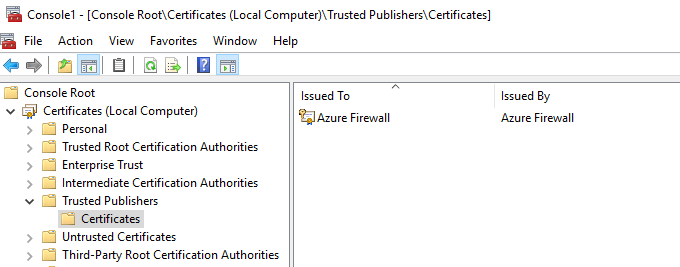 Console1 - [Console Root\Certificates (Local Computer)\Trusted Publishers\Certificates]
File Action View Favorites Window Help
Console Root
Certificates (Local Computer)
Personal
Trusted Root Certification Authorities
Enterprise Trust
Intermediate Certification Authorities
Trusted Publishers
Certificates
Untrusted Certificates
Third-Party Root Certification Authorities
Issued To Issued By
Azure Firewall Azure Firewall